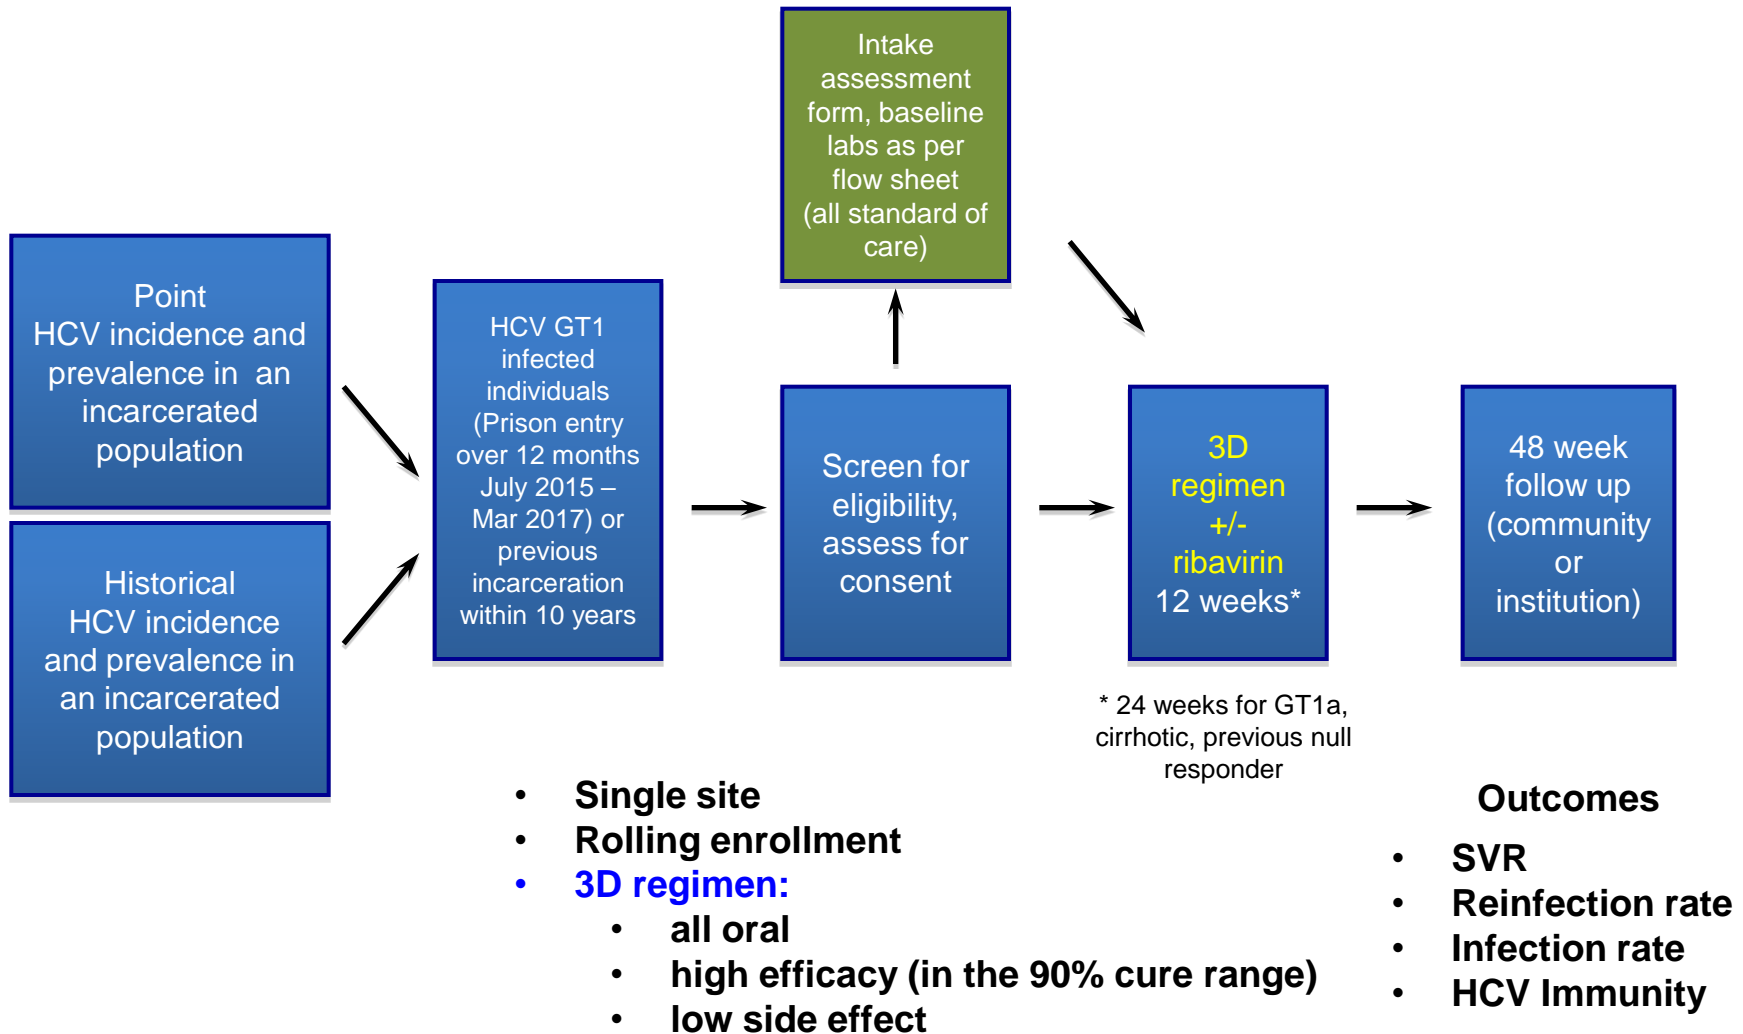 Point
HCV incidence and
prevalence in an
incarcerated
population
Historical
HCV incidence
and prevalence in
an incarcerated
population
HCV GT1
infected
individuals
(Prison entry
over 12 months
July 2015 –
Mar 2017) or
previous
incarceration
within 10 years
Intake
assessment
form, baseline
labs as per
flow sheet
(all standard of
care)
Screen for
eligibility,
assess for
consent
3D
regimen
+/-
ribavirin
12 weeks*
* 24 weeks for GT1a,
cirrhotic, previous null
responder
48 week
follow up
(community
or
institution)
• Single site
• Rolling enrollment
• 3D regimen:
• all oral
• high efficacy (in the 90% cure range)
• low side effect
Outcomes
• SVR
• Reinfection rate
• Infection rate
• HCV Immunity